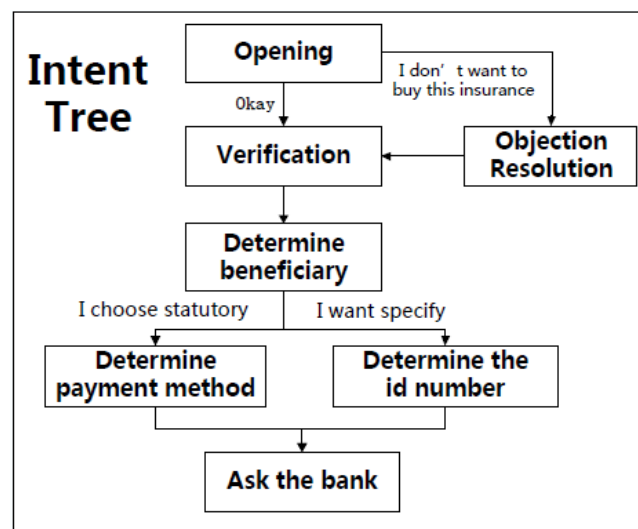 Intent
Tree
Opening
I don't want to
buy this insurance
Okay
Verification
Objection
Resolution
Determine
beneficiary
I choose statutory
I want specify
Determine
payment method
Determine the
id number
Ask the bank